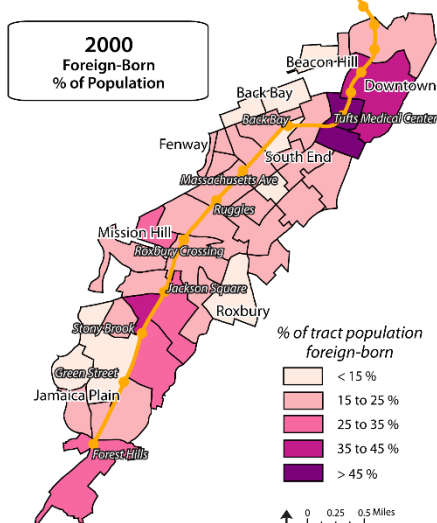 2000
Foreign-Born
% of Population
Beacon Hill
Downtown
Back Bay
Back Bay
Tufts Medical Center
Fenway
South End
Massachusetts Ave
Ruggles
Mission Hill
Roxbury Crossing
Jackson Square
Roxbury
Stony Brook
Green Street
Jamaica Plain
Forest Hills
% of tract population
foreign-born
< 15 %
15 to 25 %
25 to 35 %
35 to 45 %
> 45 %
0 0.25 0.5 Miles